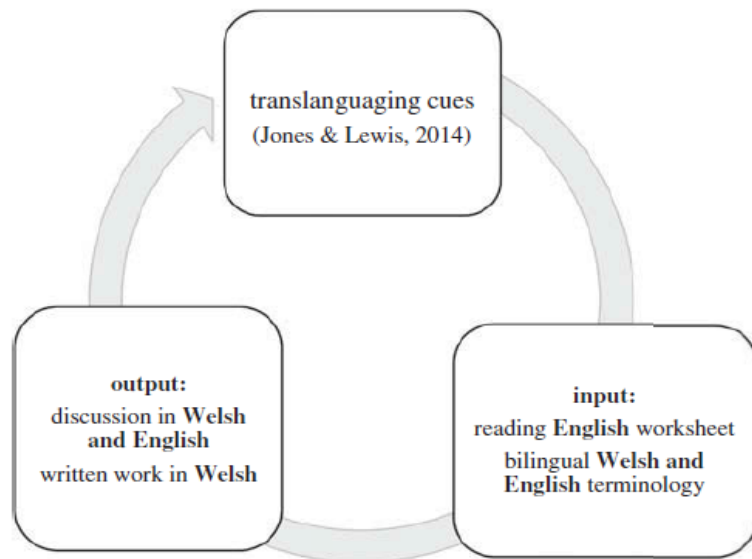 translanguaging cues
(Jones & Lewis, 2014)
output:
discussion in Welsh
and English
written work in Welsh
input:
reading English worksheet
bilingual Welsh and
English terminology